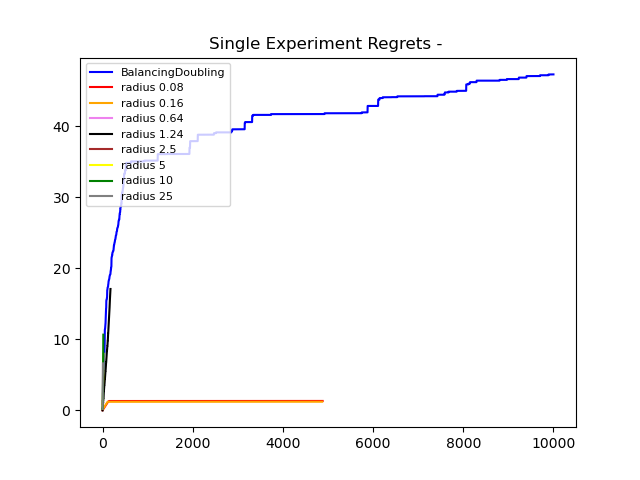 Single Experiment Regrets -
BalancingDoubling
radius 0.08
radius 0.16
radius 0.64
radius 1.24
radius 2.5
radius 5
radius 10
radius 25
40
30
20
10
0
0 2000 4000 6000 8000 10000